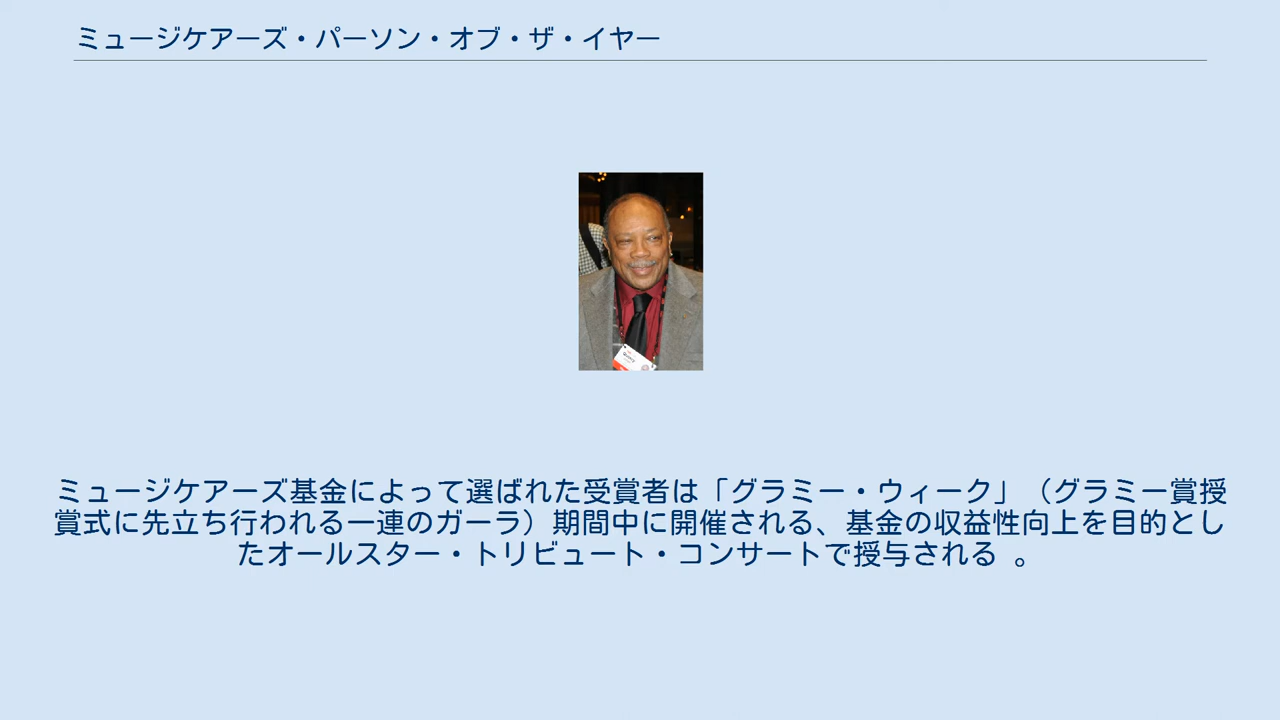 ミュージケアーズ・パーソン・オブ・ザ・イヤー
ミュージケアーズ基金によって選ばれた受賞者は「グラミー・ウィーク」（グラミー賞授
賞式に先立ち行われる一連のガーラ）期間中に開催される、基金の収益性向上を目的とし
たオールスター・トリビュート・コンサートで授与される 。